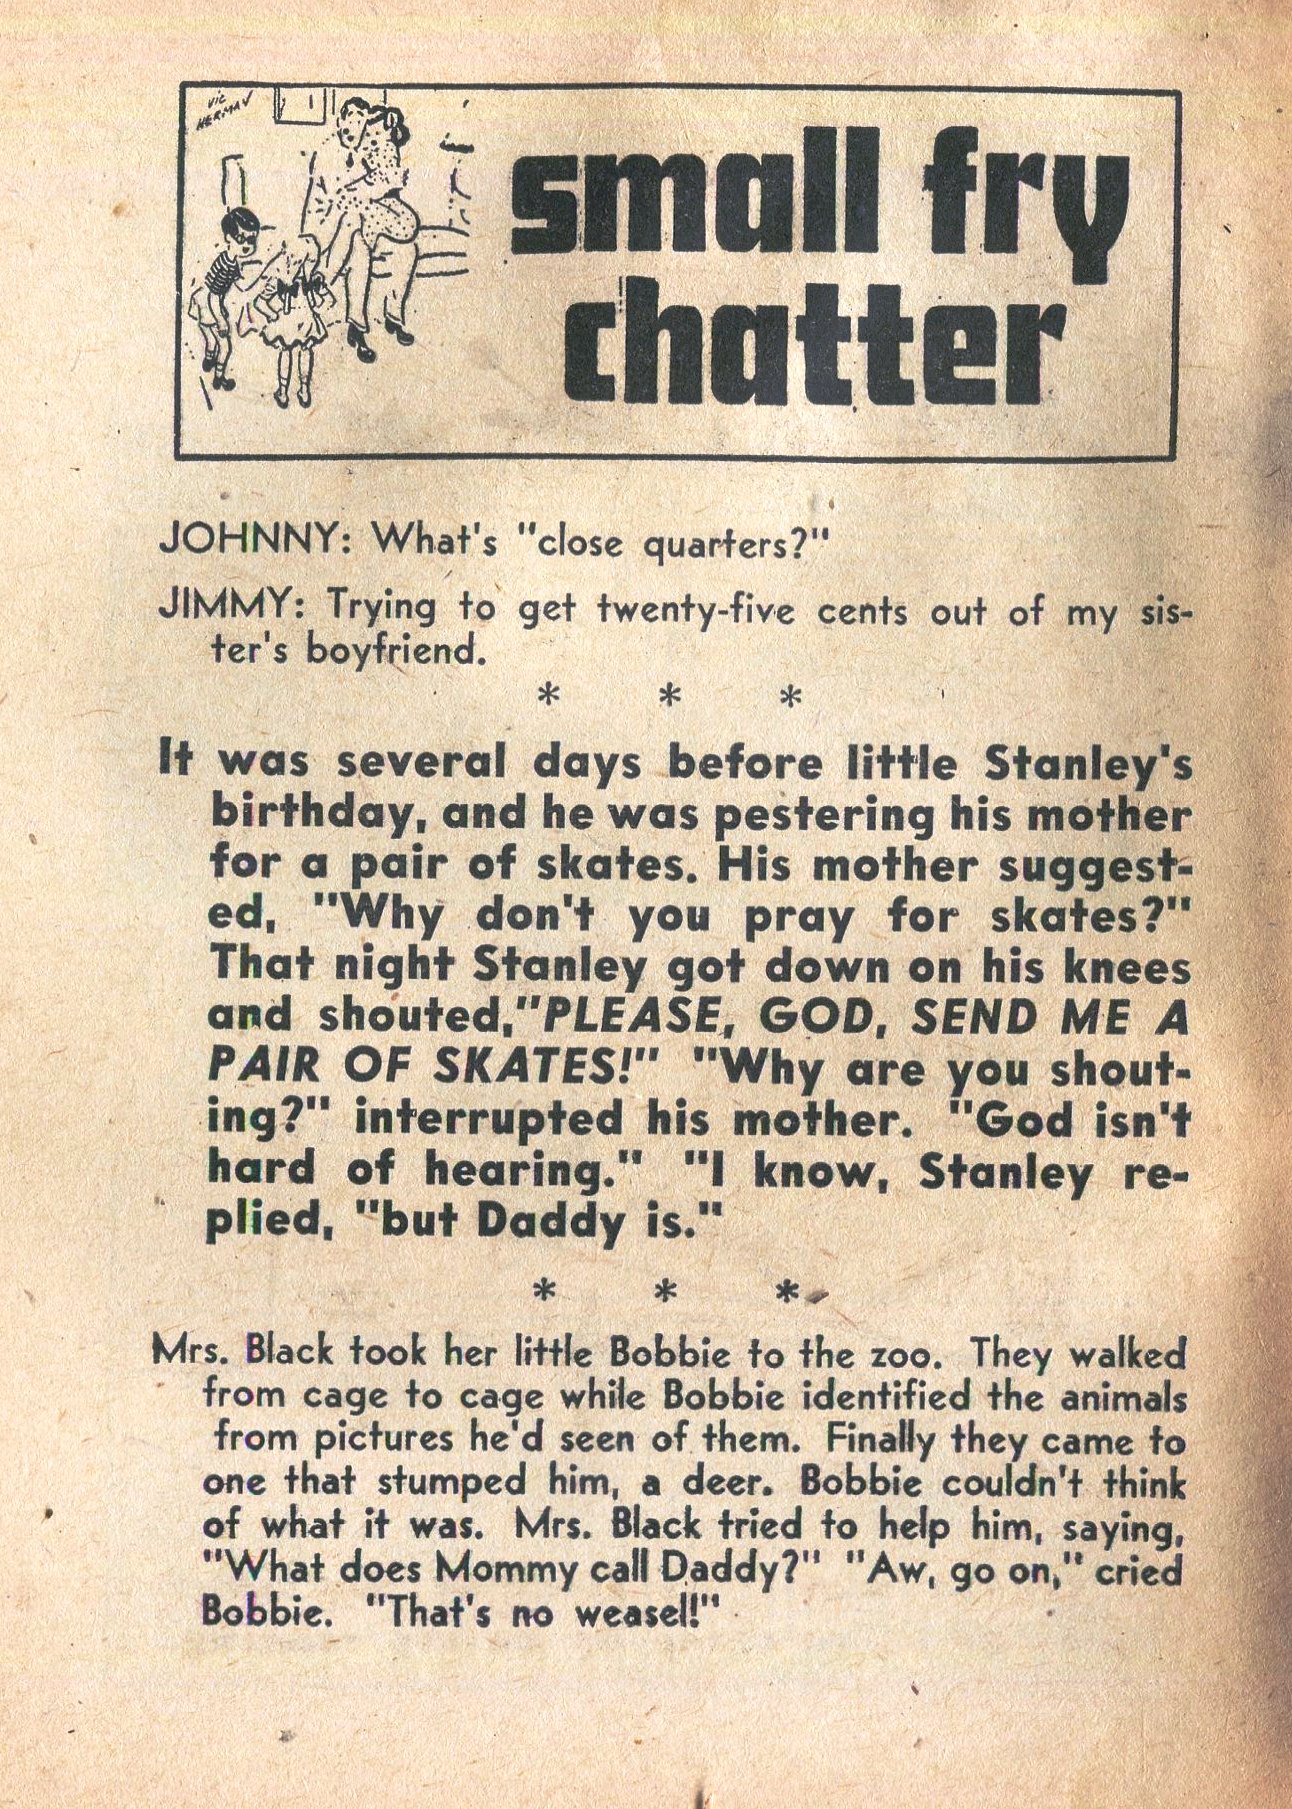 VIC
HERMAN
small fry
chatter
JOHNNY: What's "close quarters?"
JIMMY: Trying to get twenty-five cents out of my sis-
ter's boyfriend.
* * *
It was several days before little Stanley's
birthday, and he was pestering his mother
for a pair of skates. His mother suggest-
ed, "Why don't you pray for skates?"
That night Stanley got down on his knees
and shouted,"PLEASE, GOD, SEND ME A
PAIR OF SKATES!" "Why are you shout-
ing?" interrupted his mother. "God isn't
hard of hearing." "I know, Stanley re-
plied, "but Daddy is."
* * *
Mrs. Black took her little Bobbie to the zoo. They walked
from cage to cage while Bobbie identified the animals
from pictures he'd seen of them. Finally they came to
one that stumped him, a deer. Bobbie couldn't think
of what it was. Mrs. Black tried to help him, saying,
"What does Mommy call Daddy?" "Aw, go on," cried
Bobbie. "That's no weasel!"